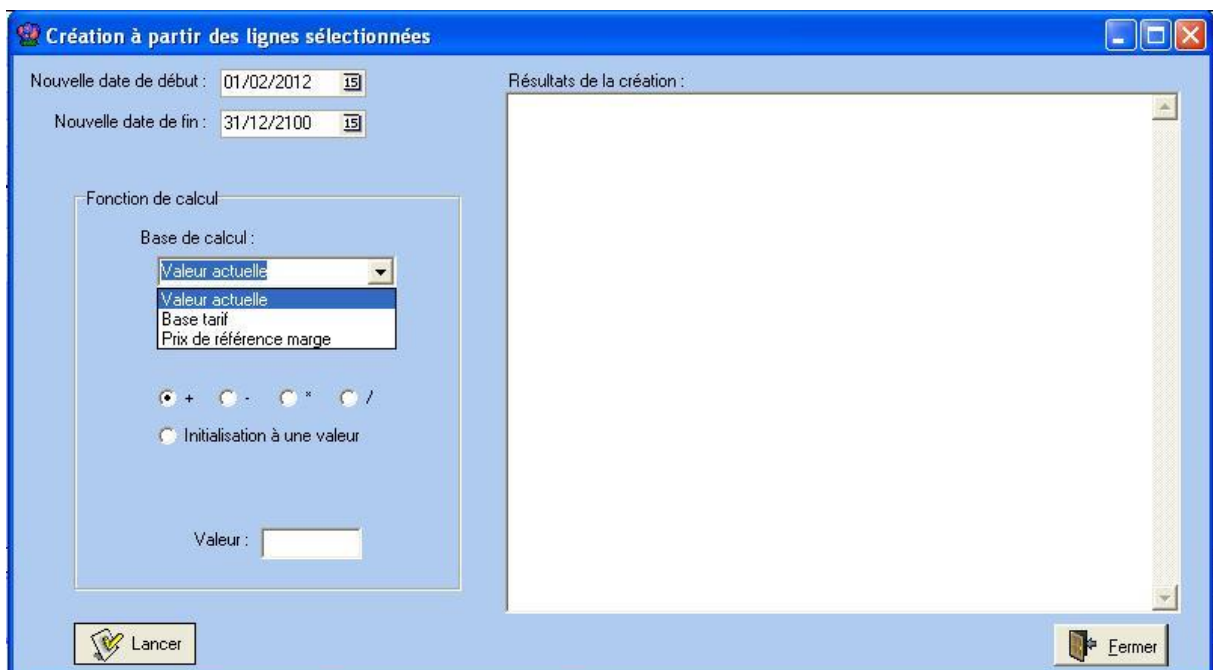 Création à partir des lignes sélectionnées
Nouvelle date de début : 01/02/2012 15
Nouvelle date de fin : 31/12/2100 15
Fonction de calcul
Base de calcul :
Valeur actuelle
Valeur actuelle
Base tarif
Prix de référence marge
+ - * /
Initialisation à une valeur
Valeur :
Lancer
Résultats de la création :
Fermer